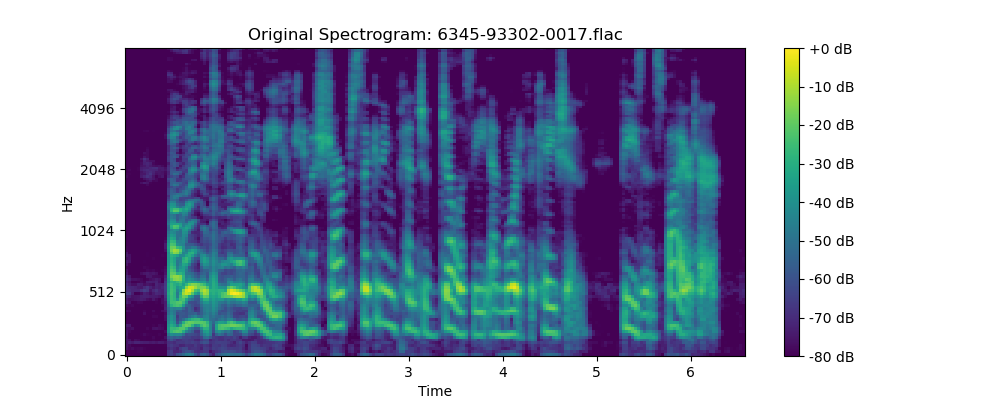 Original Spectrogram: 6345-93302-0017.flac
Hz
4096
2048
1024
512
0
0 1 2 3 4 5 6
Time
+0 dB
-10 dB
-20 dB
-30 dB
-40 dB
-50 dB
-60 dB
-70 dB
-80 dB